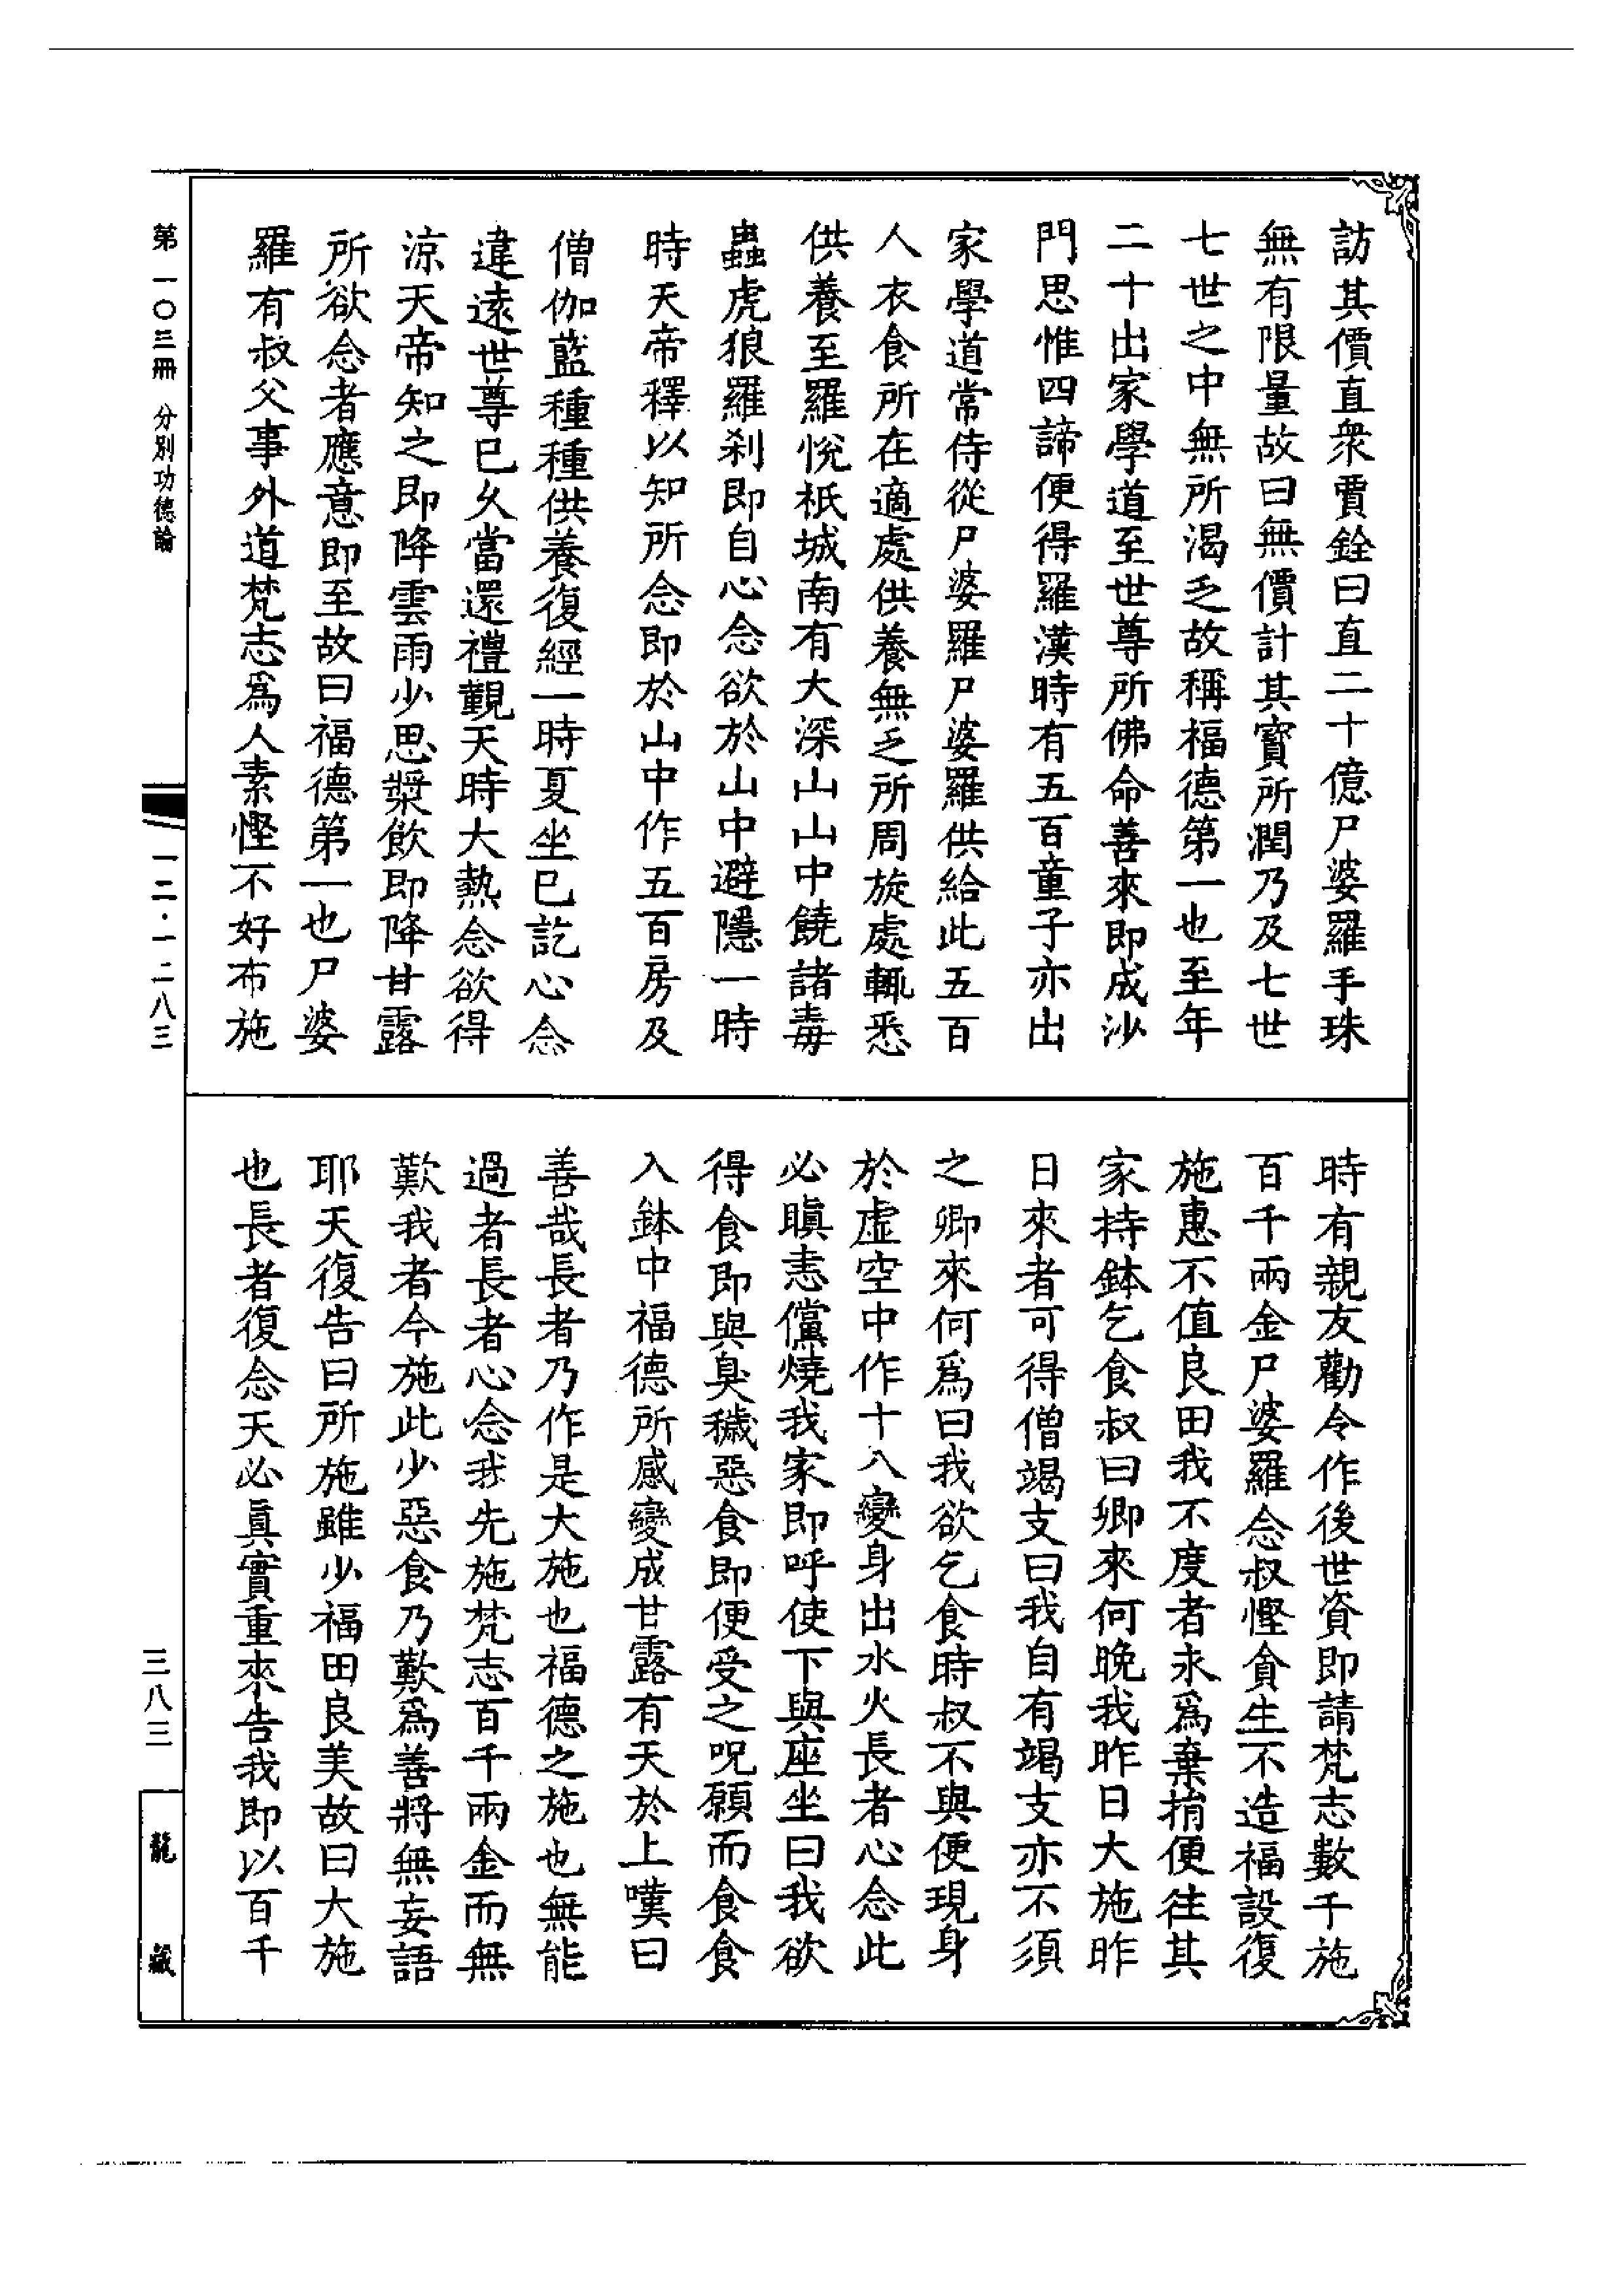 訪其價直衆賈銓曰直二十億尸婆羅手珠
無有限量故曰無價計其寶所潤乃及七世
七世之中無所渴乏故稱福德第一也至年
二十出家學道至世尊所佛命善來即成沙
門思惟四諦便得羅漢時有五百童子亦出
家學道常侍從尸婆羅尸婆羅供給此五百
人衣食所在適處供養無乏所周旋處輒悉
供養至羅悅祇城南有大深山山中饒諸毒
蟲虎狼羅刹即自心念欲於山中避隱一時
時天帝釋以知所念即於山中作五百房及
僧伽藍種種供養復經一時夏坐已訖心念
違遠世尊已久當還禮覲天時大熱念欲得
涼天帝知之即降雲雨少思漿飲即降甘露
所欲念者應意即至故曰福德第一也尸婆
羅有叔父事外道梵志爲人素慳不好布施
時有親友勸令作後世資即請梵志數千施
百千兩金尸婆羅念叔慳貪生不造福設復
施惠不值良田我不度者永爲棄捐便往其
家持鉢乞食叔曰卿來何晚我昨日大施昨
日來者可得僧竭支曰我自有竭支亦不須
之卿來何爲曰我欲乞食時叔不與便現身
於虛空中作十八變身出水火長者心念此
必瞋恚儻燒我家即呼使下與座坐曰我欲
得食即與臭穢惡食即便受之呪願而食食
入鉢中福德所感變成甘露有天於上嘆曰
善哉長者乃作是大施也福德之施也無能
過者長者心念我先施梵志百千兩金而無
歎我者今施此少惡食乃歎爲善將無妄語
耶天復告曰所施雖少福田良美故曰大施
也長者復念天必真實重來告我即以百千
第一〇三冊 分別功德論
一二·一二八三
三八三
龍藏